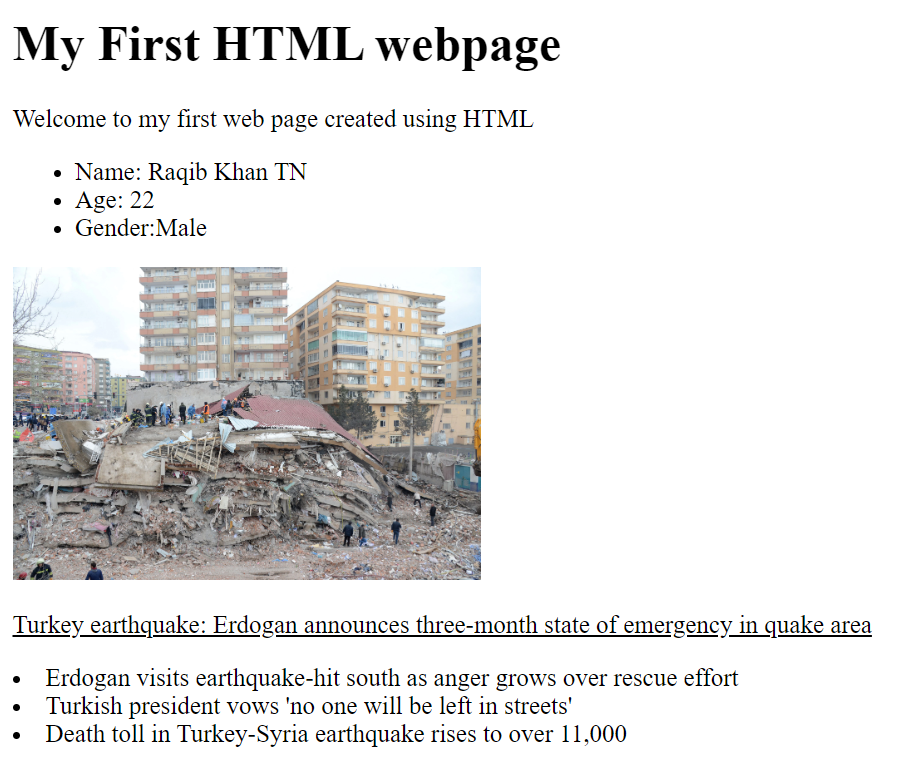 My First HTML webpage
Welcome to my first web page created using HTML
• Name: Raqib Khan TN
• Age: 22
• Gender:Male
Turkey earthquake: Erdogan announces three-month state of emergency in quake area
• Erdogan visits earthquake-hit south as anger grows over rescue effort
• Turkish president vows 'no one will be left in streets'
• Death toll in Turkey-Syria earthquake rises to over 11,000